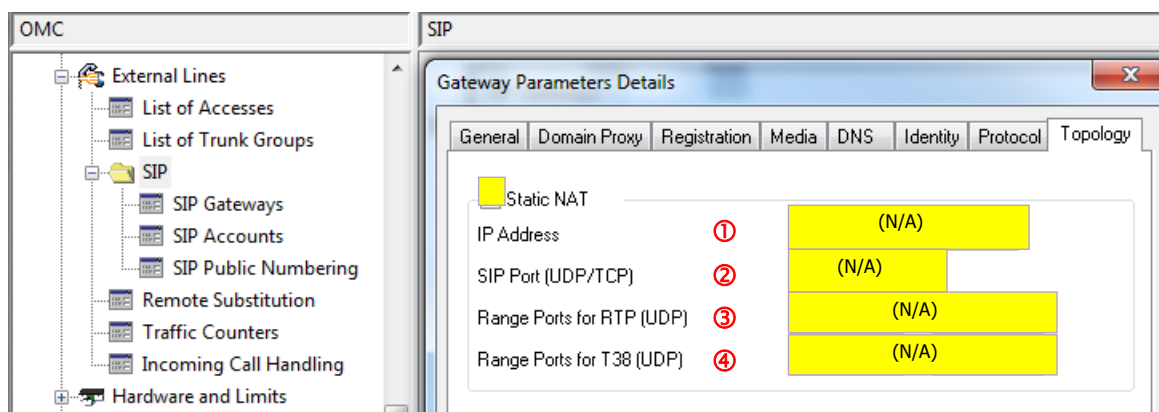 OMC
SIP
External Lines
List of Accesses
List of Trunk Groups
SIP
SIP Gateways
SIP Accounts
SIP Public Numbering
Remote Substitution
Traffic Counters
Incoming Call Handling
Hardware and Limits
Gateway Parameters Details
General Domain Proxy Registration Media DNS Identity Protocol Topology
Static NAT
IP Address ① (N/A)
SIP Port (UDP/TCP) ② (N/A)
Range Ports for RTP (UDP) ③ (N/A)
Range Ports for T38 (UDP) ④ (N/A)